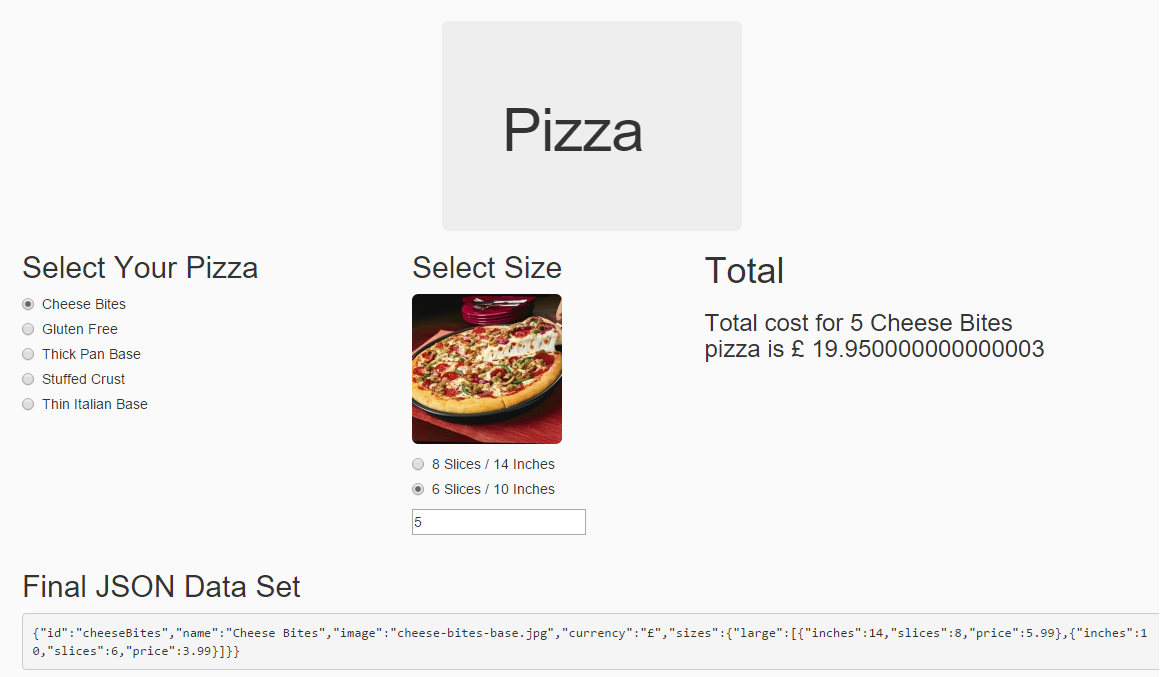 Pizza
Select Your Pizza
Cheese Bites
Gluten Free
Thick Pan Base
Stuffed Crust
Thin Italian Base
Select Size
8 Slices / 14 Inches
6 Slices / 10 Inches
5
Total
Total cost for 5 Cheese Bites
pizza is £ 19.950000000000003
Final JSON Data Set
{"id":"cheeseBites","name":"Cheese Bites","image":"cheese-bites-base.jpg","currency":"£","sizes":{"large":[{"inches":14,"slices":8,"price":5.99},{"inches":1
0,"slices":6,"price":3.99}]}}